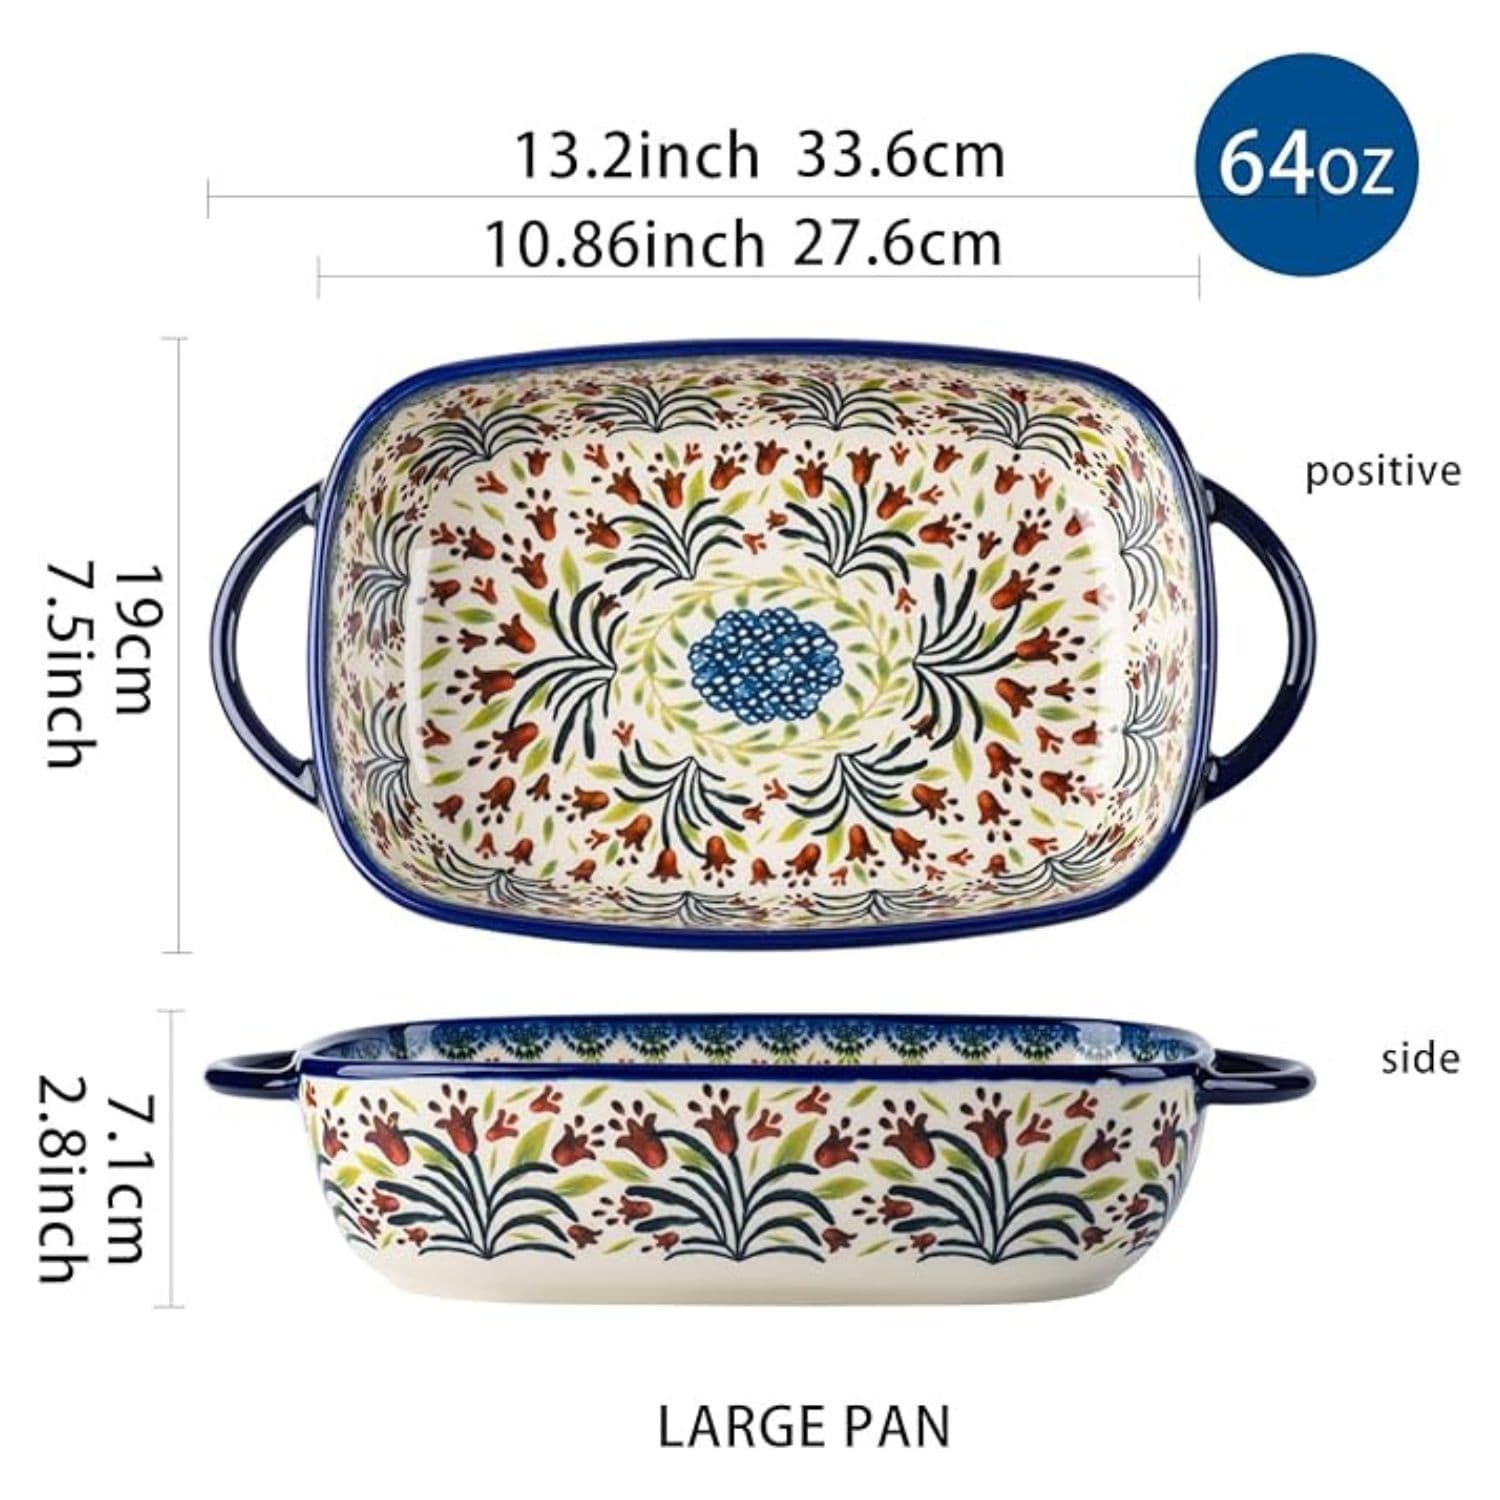 13.2inch 33.6cm
64oz
10.86inch 27.6cm
positive
19cm
7.5inch
side
7.1cm
2.8inch
LARGE PAN